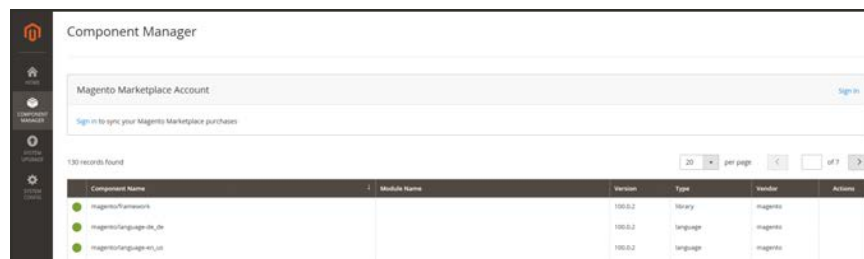 Component Manager
HOME
COMPONENT MANAGER
SYSTEM UPGRADE
SYSTEM CONFIG
Magento Marketplace Account
Sign In
Sign in to sync your Magento Marketplace purchases
130 records found
20 per page < of 7 >
Component Name Module Name Version Type Vendor Actions
magento/framework 100.0.2 library magento
magento/language-de_de 100.0.2 language magento
magento/language-en_us 100.0.2 language magento